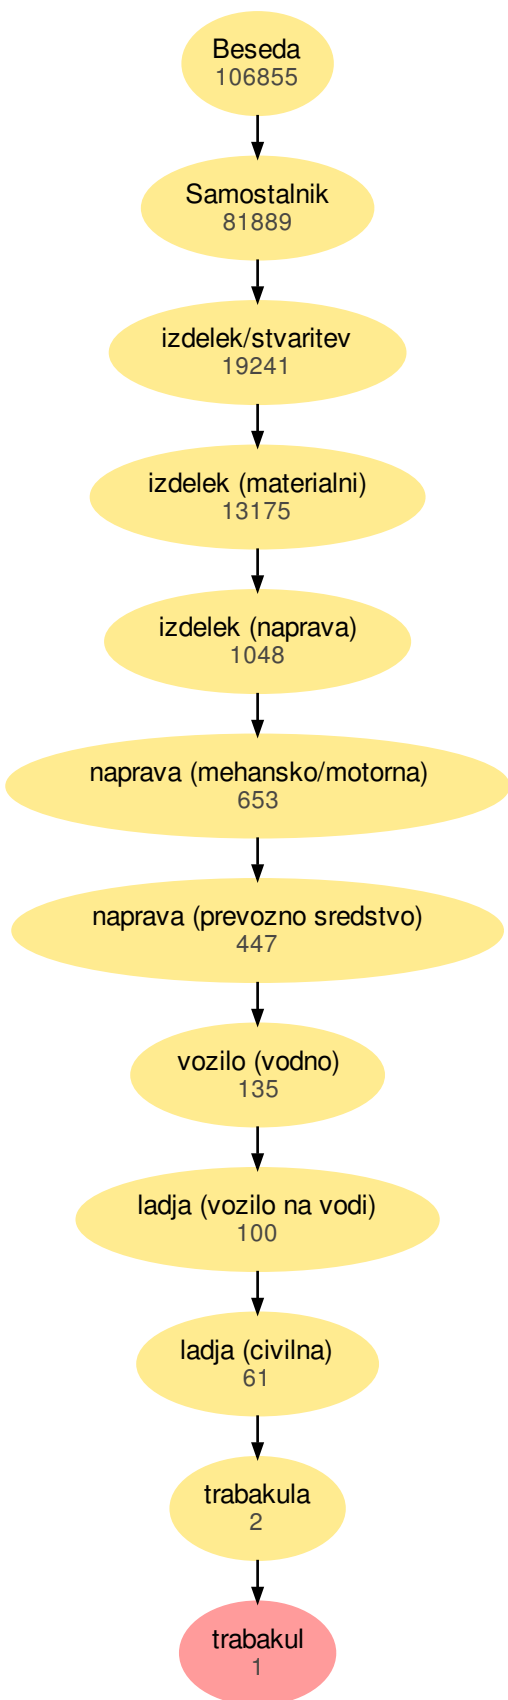 Beseda
106855
Samostalnik
81889
izdelek/stvaritev
19241
izdelek (materialni)
13175
izdelek (naprava)
1048
naprava (mehansko/motorna)
653
naprava (prevozno sredstvo)
447
vozilo (vodno)
135
ladja (vozilo na vodi)
100
ladja (civilna)
61
trabakula
2
trabakul
1